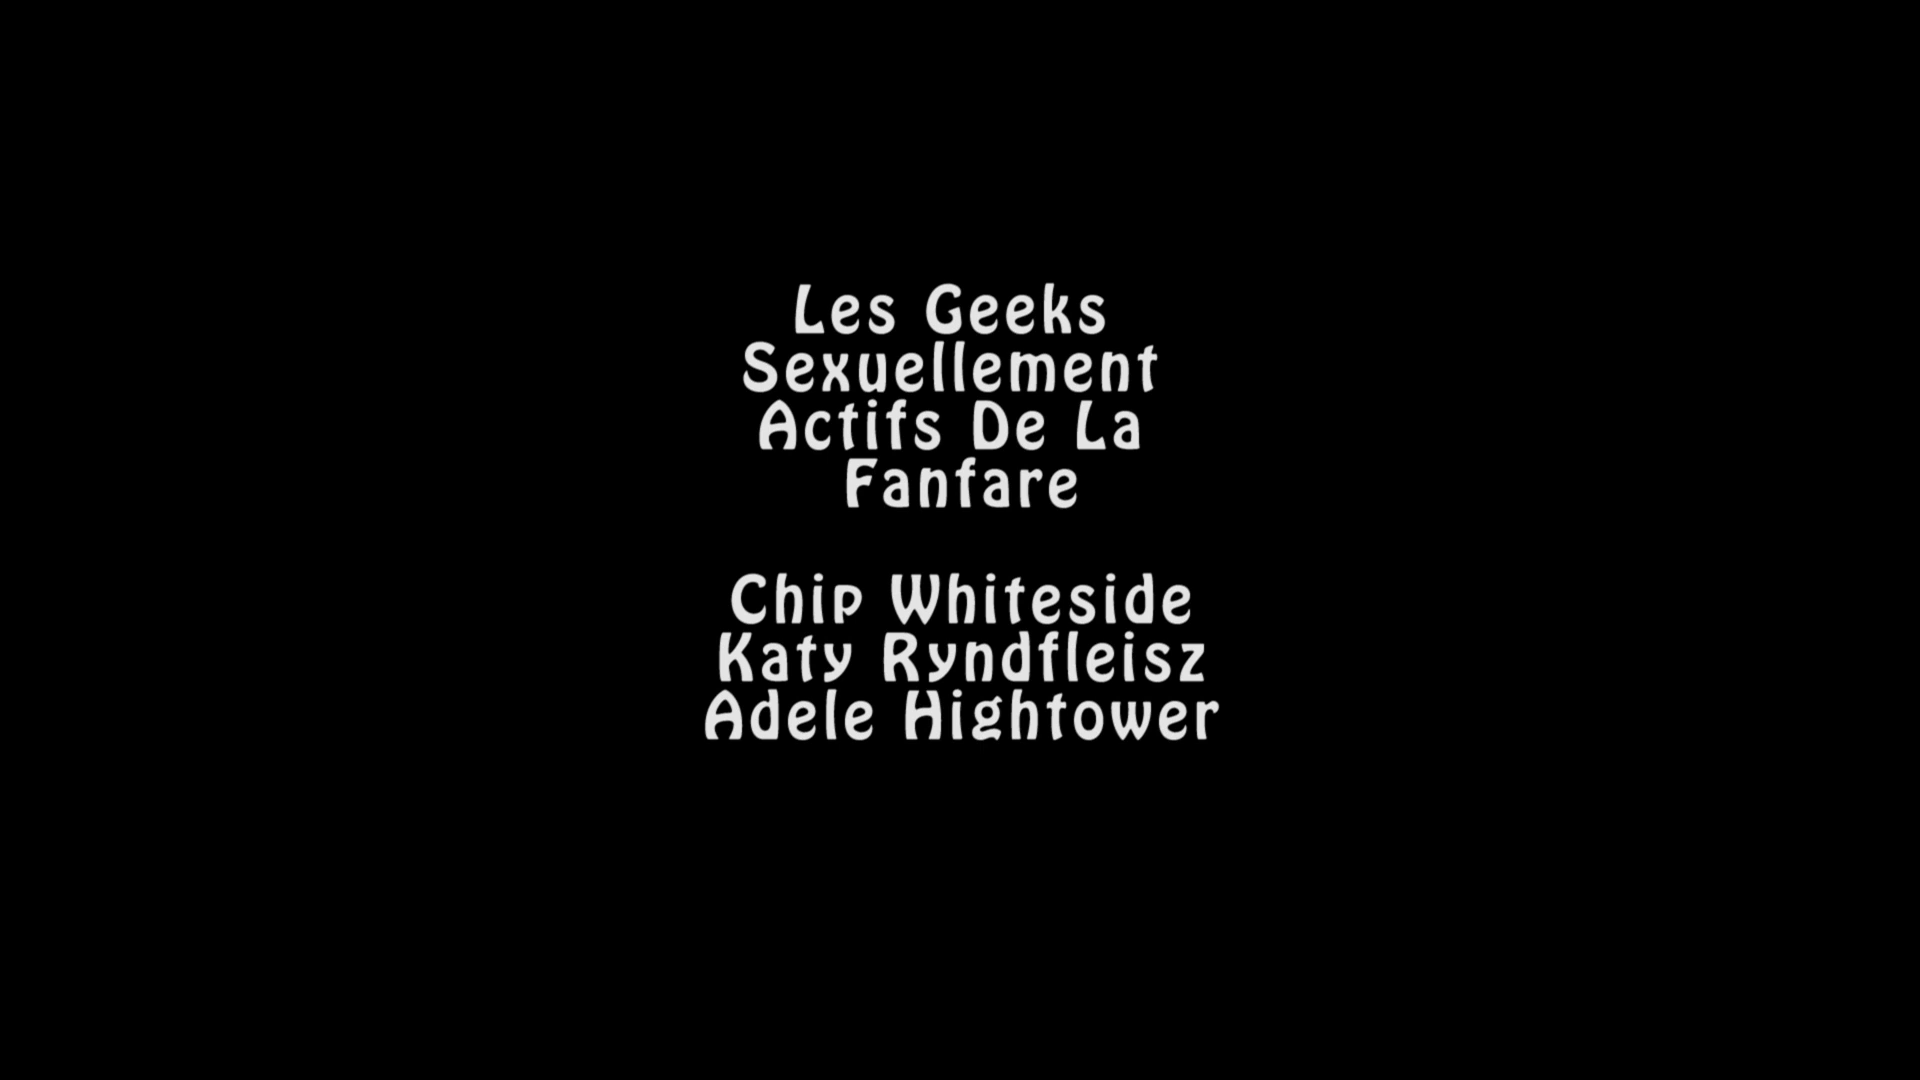 Les Geeks
Sexuellement
Actifs De La
Fanfare
Chip Whiteside
Katy Ryndfleisz
Adele Hightower